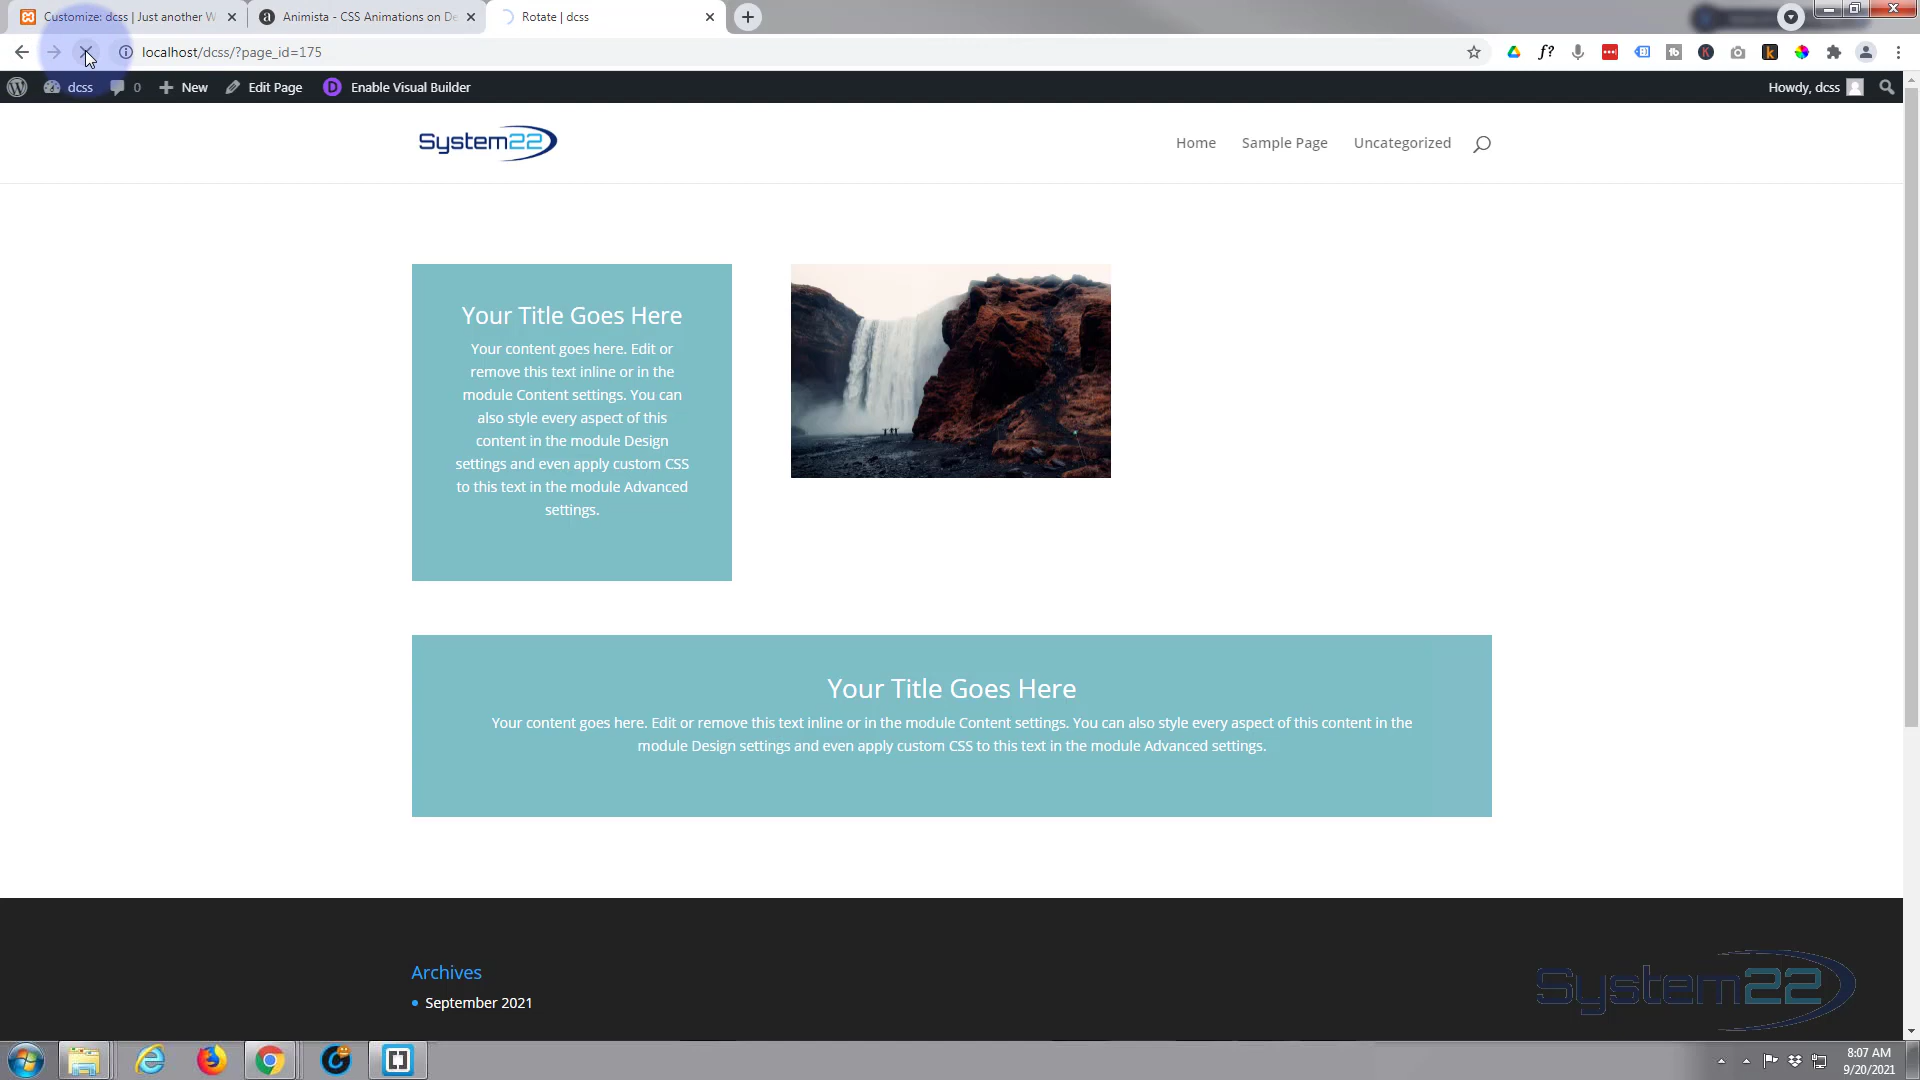 Customize: dcss | Just another W
Animista - CSS Animations on De
Rotate | dcss
localhost/dcss/?page_id=175
dcss
0
New
Edit Page
Enable Visual Builder
Howdy, dcss
System22
Home
Sample Page
Uncategorized
Your Title Goes Here
Your content goes here. Edit or
remove this text inline or in the
module Content settings. You can
also style every aspect of this
content in the module Design
settings and even apply custom CSS
to this text in the module Advanced
settings.
Your Title Goes Here
Your content goes here. Edit or remove this text inline or in the module Content settings. You can also style every aspect of this content in the
module Design settings and even apply custom CSS to this text in the module Advanced settings.
Archives
September 2021
System22
8:07 AM
9/20/2021